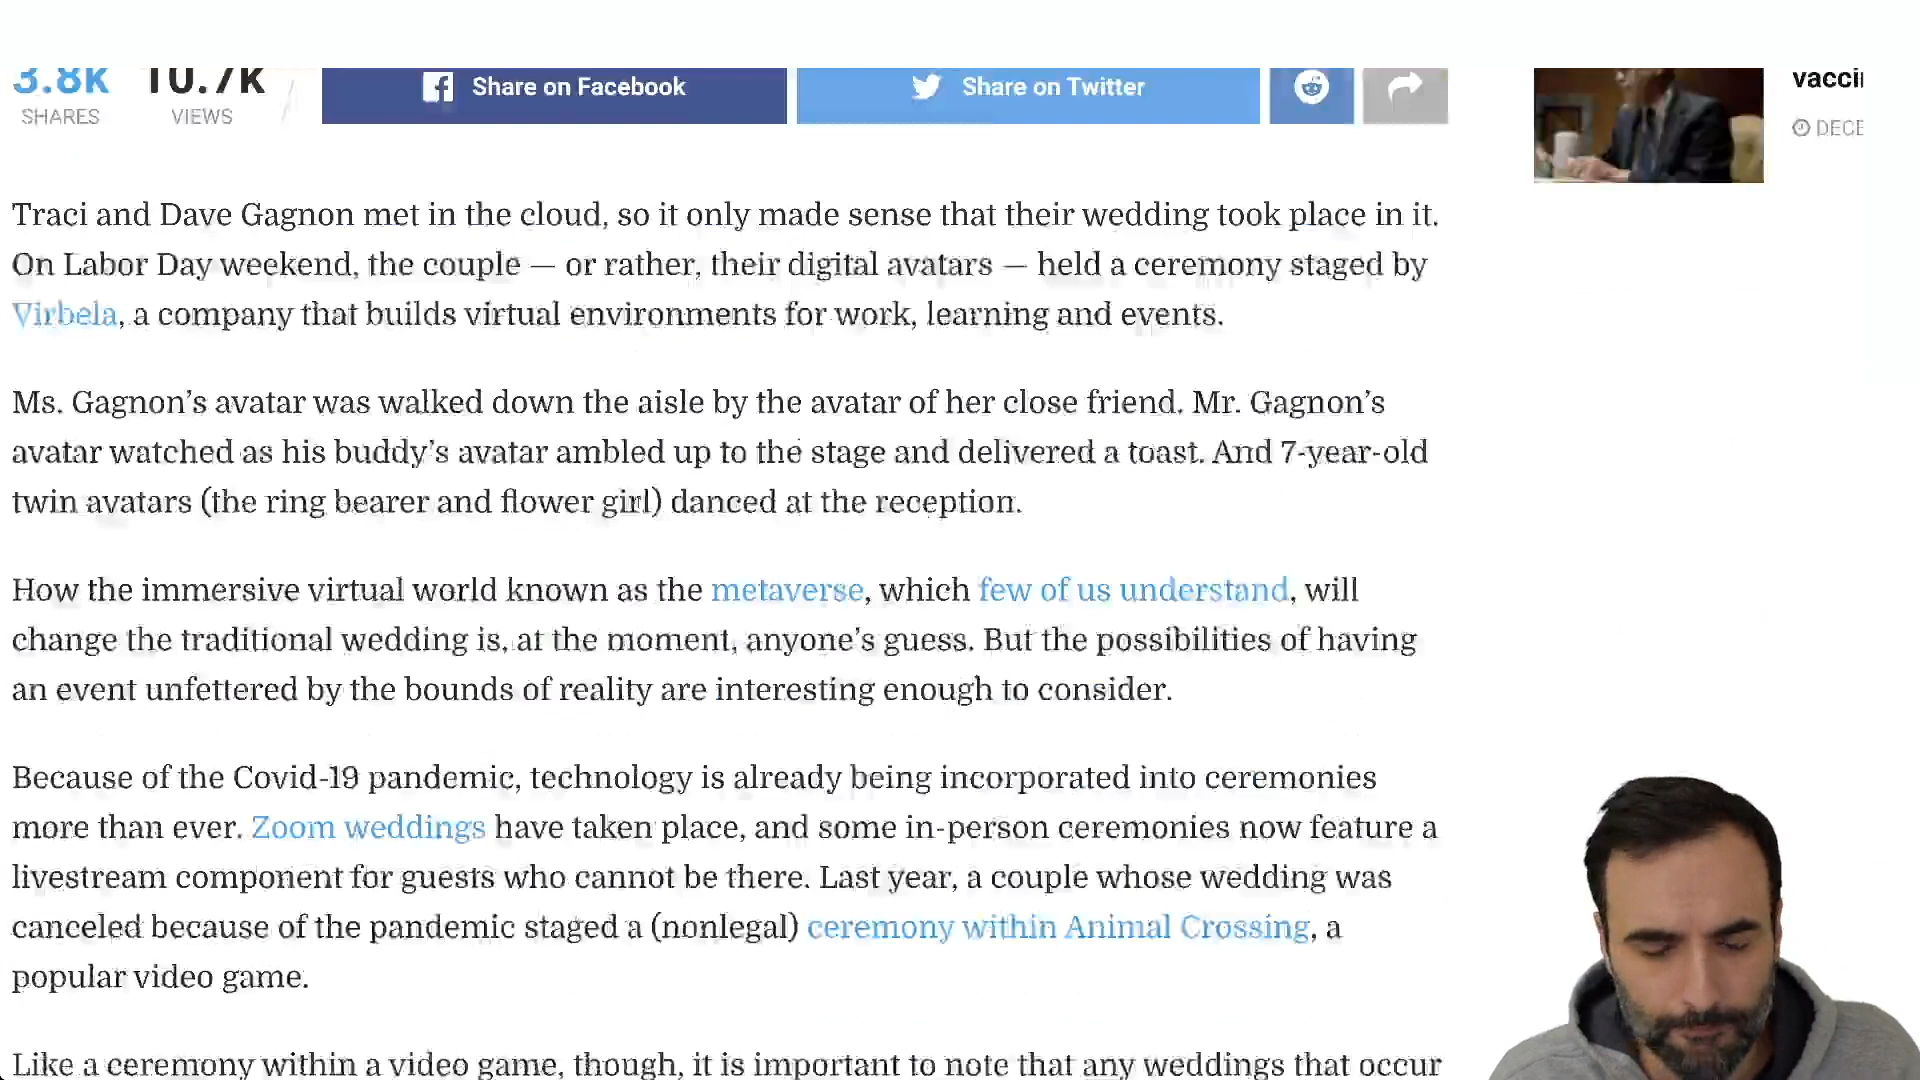 3.8k 10.7k
SHARES VIEWS
Share on Facebook
Share on Twitter
Traci and Dave Gagnon met in the cloud, so it only made sense that their wedding took place in it.
On Labor Day weekend, the couple — or rather, their digital avatars — held a ceremony staged by
Virbela, a company that builds virtual environments for work, learning and events.
Ms. Gagnon’s avatar was walked down the aisle by the avatar of her close friend. Mr. Gagnon’s
avatar watched as his buddy’s avatar ambled up to the stage and delivered a toast. And 7-year-old
twin avatars (the ring bearer and flower girl) danced at the reception.
How the immersive virtual world known as the metaverse, which few of us understand, will
change the traditional wedding is, at the moment, anyone’s guess. But the possibilities of having
an event unfettered by the bounds of reality are interesting enough to consider.
Because of the Covid-19 pandemic, technology is already being incorporated into ceremonies
more than ever. Zoom weddings have taken place, and some in-person ceremonies now feature a
livestream component for guests who cannot be there. Last year, a couple whose wedding was
canceled because of the pandemic staged a (nonlegal) ceremony within Animal Crossing, a
popular video game.
Like a ceremony within a video game, though, it is important to note that any weddings that occur
vacci
DECE